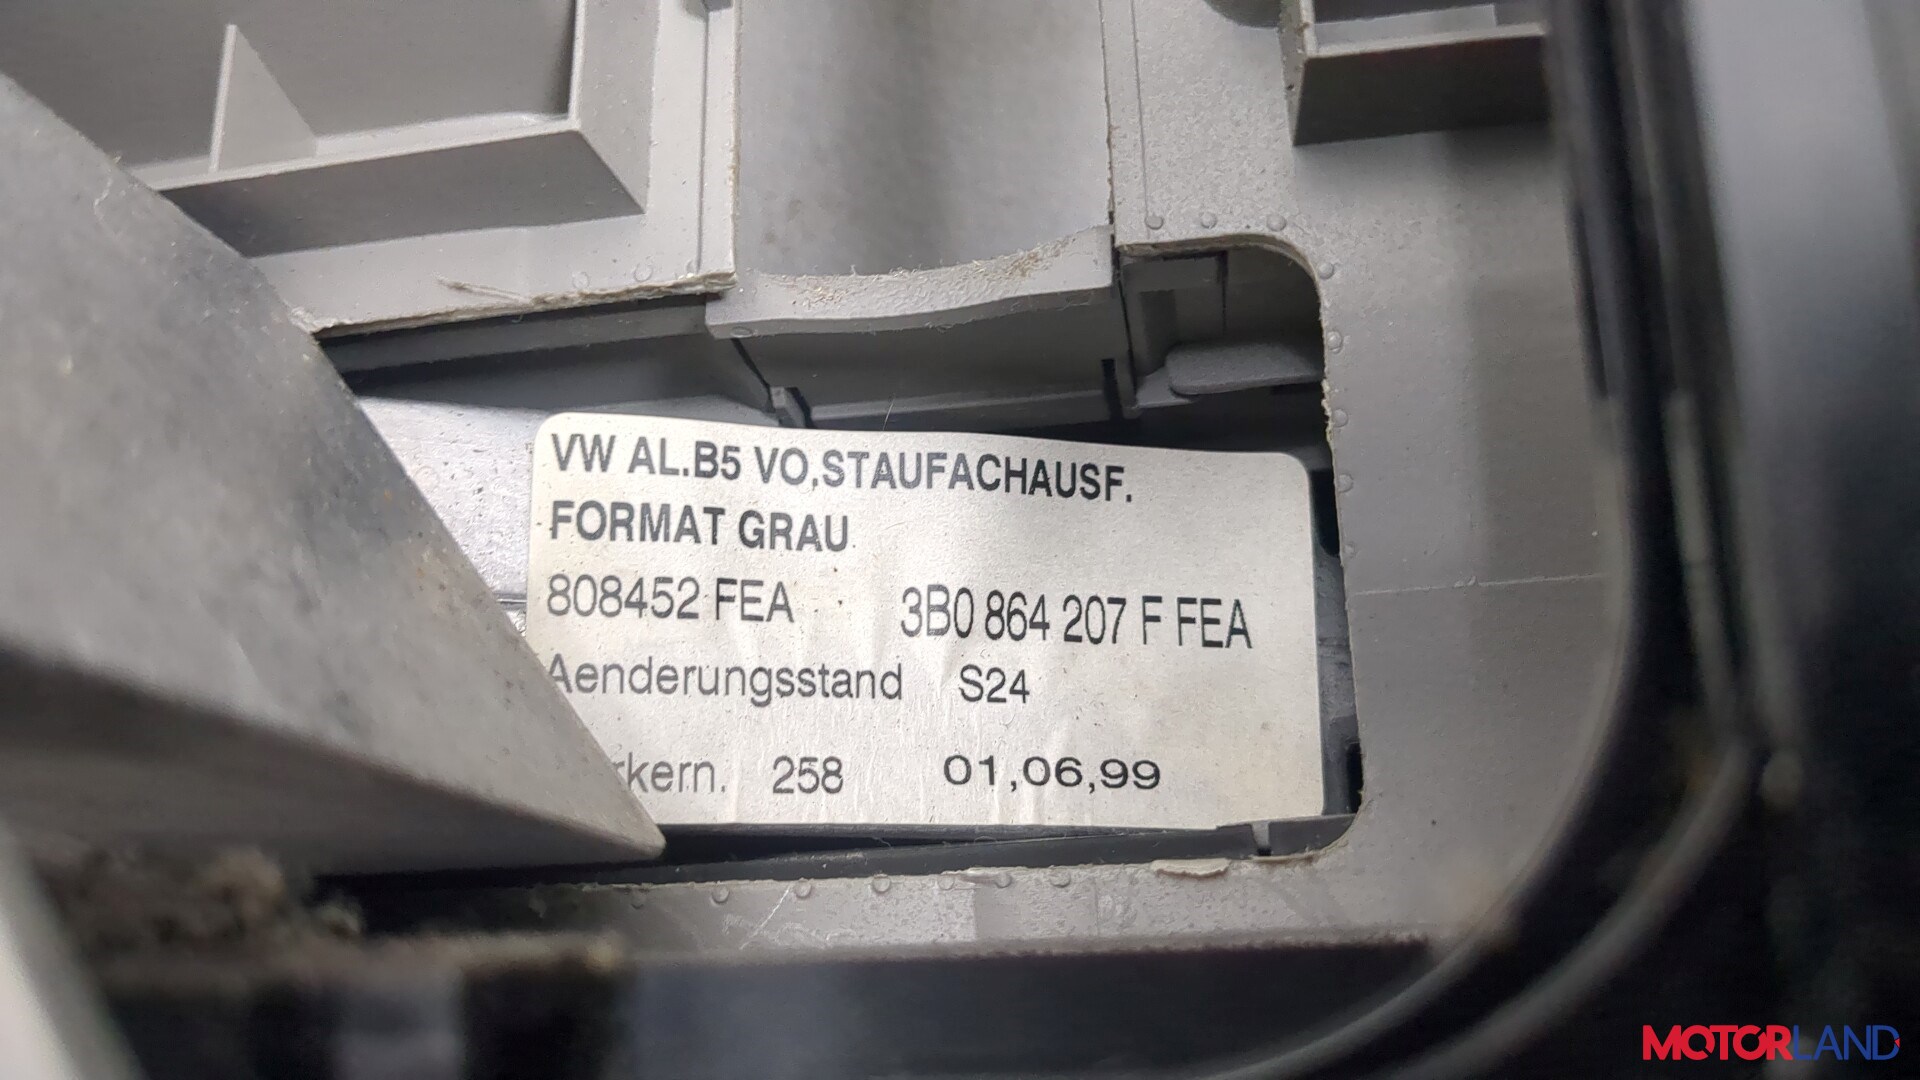 VW AL.B5 VO,STAUFACHAUSF.
FORMAT GRAU
808452 FEA 3B0 864 207 F FEA
Aenderungsstand S24
258 01,06,99
MOTORLAND